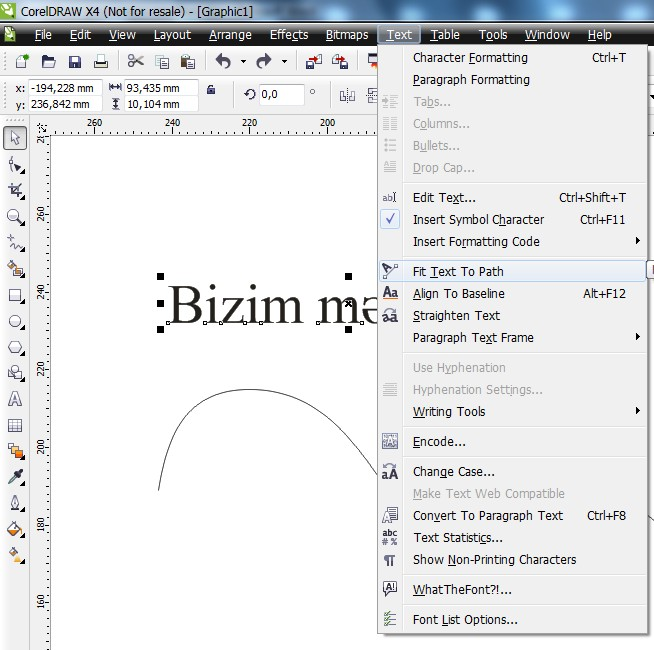 CorelDRAW X4 (Not for resale) - [Graphic1]
File Edit View Layout Arrange Effects Bitmaps Text Table Tools Window Help
x: -194,228 mm 93,435 mm 0,0 °
y: 236,842 mm 10,104 mm
260 240 220 200
260
240
220
200
180
160
Bizim mə
Character Formatting Ctrl+T
Paragraph Formatting
Tabs...
Columns...
Bullets...
Drop Cap...
Edit Text... Ctrl+Shift+T
Insert Symbol Character Ctrl+F11
Insert Formatting Code
Fit Text To Path
Align To Baseline Alt+F12
Straighten Text
Paragraph Text Frame
Use Hyphenation
Hyphenation Settings...
Writing Tools
Encode...
Change Case...
Make Text Web Compatible
Convert To Paragraph Text Ctrl+F8
Text Statistics...
Show Non-Printing Characters
WhatTheFont?!...
Font List Options...